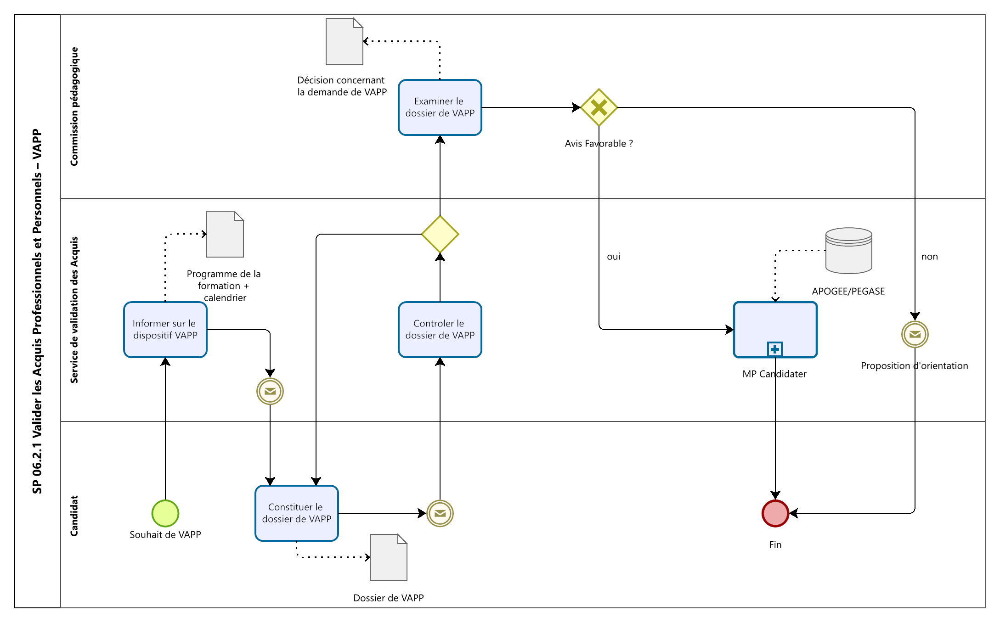 SP 06.2.1 Valider les Acquis Professionnels et Personnels – VAPP
Commission pédagogique
Décision concernant
la demande de VAPP
Examiner le
dossier de VAPP
Avis Favorable ?
Service de validation des Acquis
Programme de la
formation +
calendrier
Informer sur le
dispositif VAPP
Controler le
dossier de VAPP
oui
non
APOGEE/PEGASE
MP Candidater
Proposition d'orientation
Candidat
Souhait de VAPP
Constituer le
dossier de VAPP
Dossier de VAPP
Fin